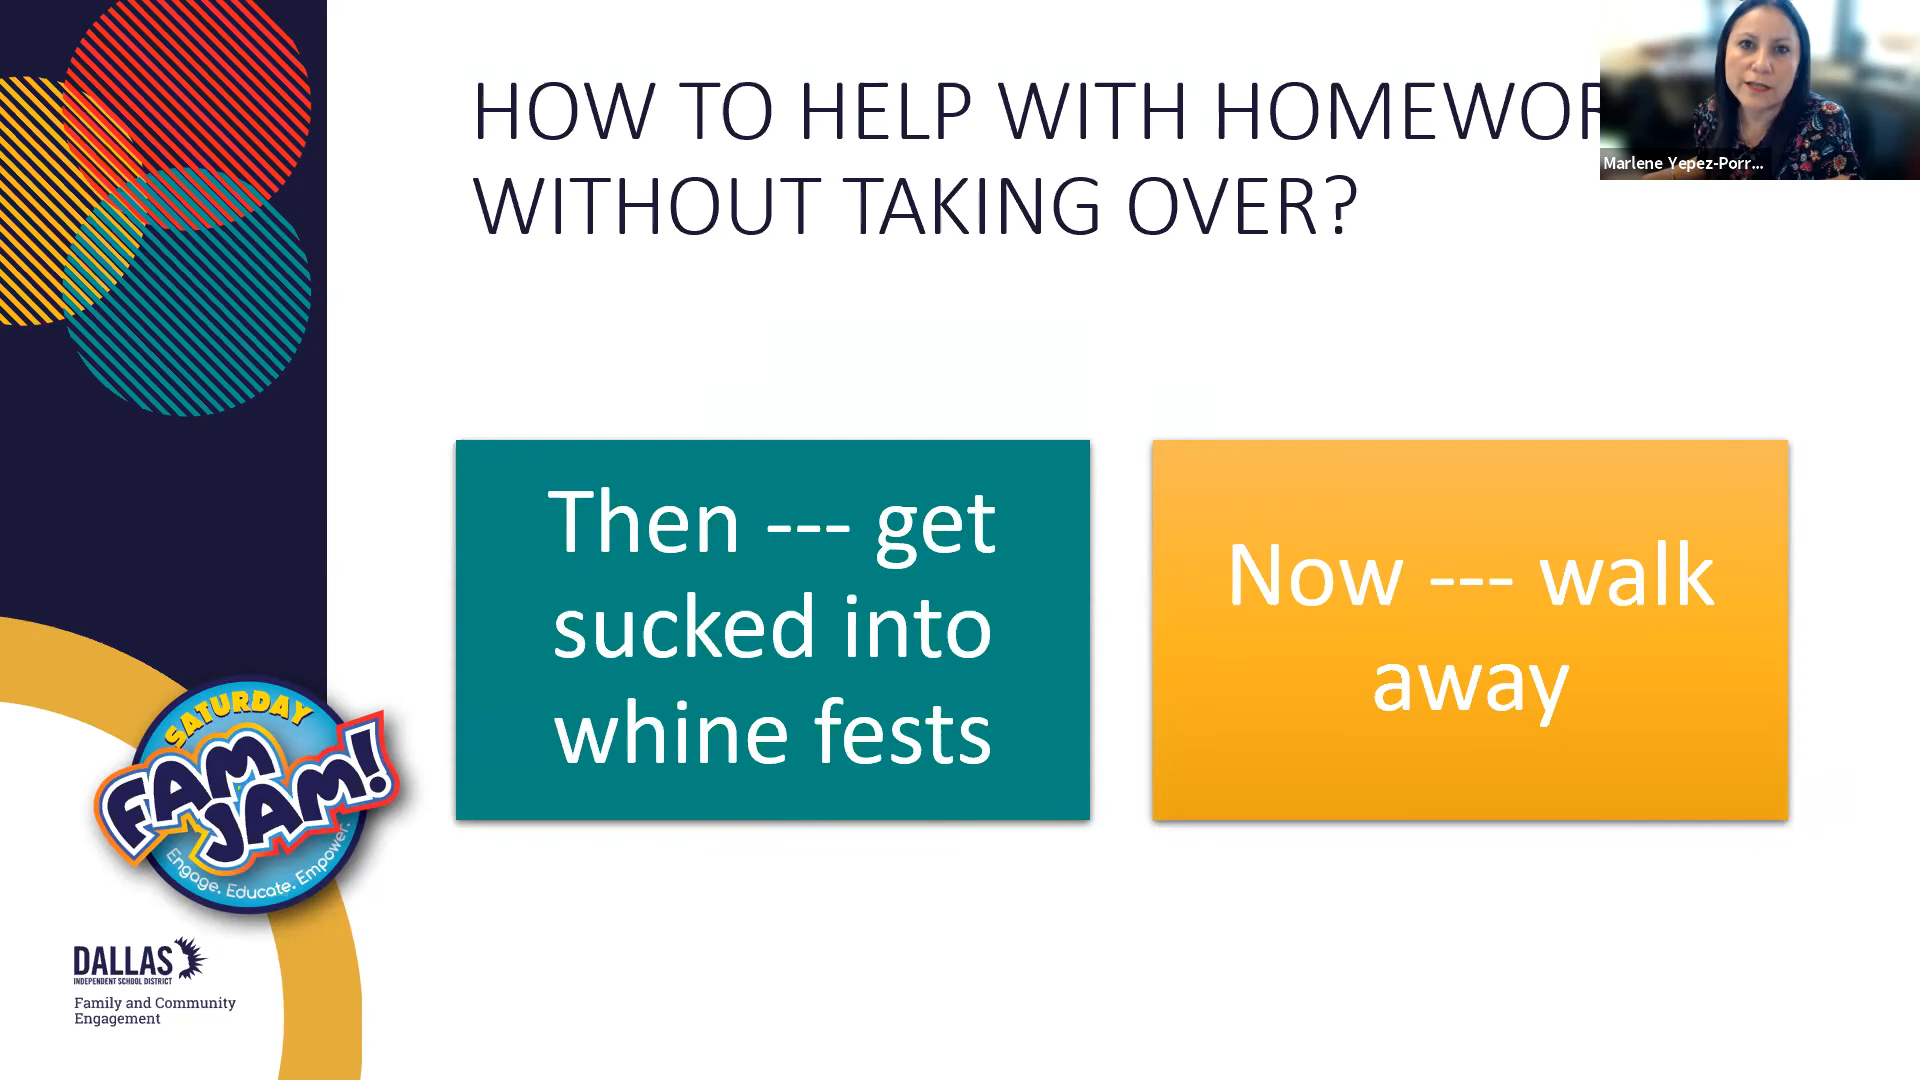 HOW TO HELP WITH HOMEWOR
WITHOUT TAKING OVER?
Marlene Yepez-Porr...
Then --- get
sucked into
whine fests
Now --- walk
away
SATURDAY
FAM
JAM!
Engage. Educate. Empower.
DALLAS
INDEPENDENT SCHOOL DISTRICT
Family and Community
Engagement